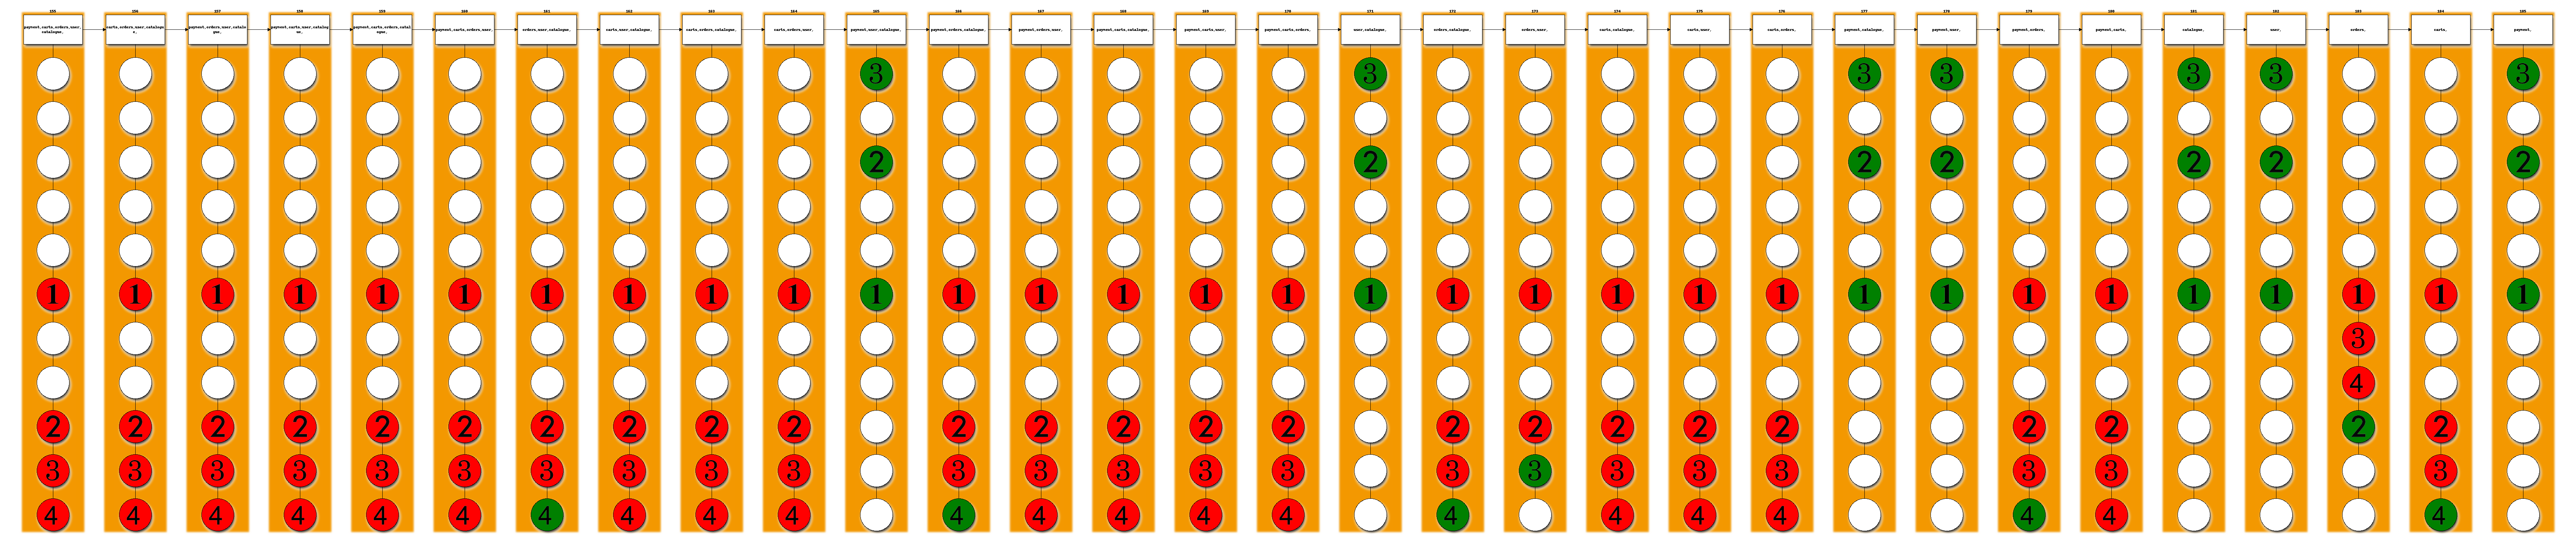 155 156 157 158 159 160 161 162 163 164 165 166 167 168 169 170 171 172 173 174 175 176 177 178 179 180 181 182 183 184 185
payment,carts,orders,user,
catalogue,
carts,orders,user,catalogu
e,
payment,orders,user,catalo
gue,
payment,carts,user,catalog
ue,
payment,carts,orders,catal
ogue,
payment,carts,orders,user,
orders,user,catalogue,
carts,user,catalogue,
carts,orders,catalogue,
carts,orders,user,
payment,user,catalogue,
payment,orders,catalogue,
payment,orders,user,
payment,carts,catalogue,
payment,carts,user,
payment,carts,orders,
user,catalogue,
orders,catalogue,
orders,user,
carts,catalogue,
carts,user,
carts,orders,
payment,catalogue,
payment,user,
payment,orders,
payment,carts,
catalogue,
user,
orders,
carts,
payment,
3 3 3 3 3 3 3
2 2 2 2 2 2 2
1 1 1 1 1 1 1 1 1 1 1 1 1 1 1 1 1 1 1 1 1 1 1 1 1 1 1 1 1 1 1
3
4
2 2 2 2 2 2 2 2 2 2 2 2 2 2 2 2 2 2 2 2 2 2 2 2
3 3 3 3 3 3 3 3 3 3 3 3 3 3 3 3 3 3 3 3 3 3 3
4 4 4 4 4 4 4 4 4 4 4 4 4 4 4 4 4 4 4 4 4 4